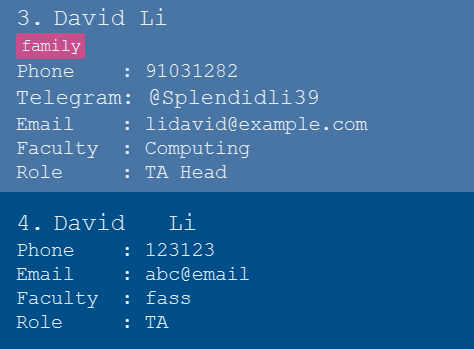 3. David Li
family
Phone    : 91031282
Telegram: @Splendidli39
Email    : lidavid@example.com
Faculty  : Computing
Role     : TA Head
4. David   Li
Phone    : 123123
Email    : abc@email
Faculty  : fass
Role     : TA